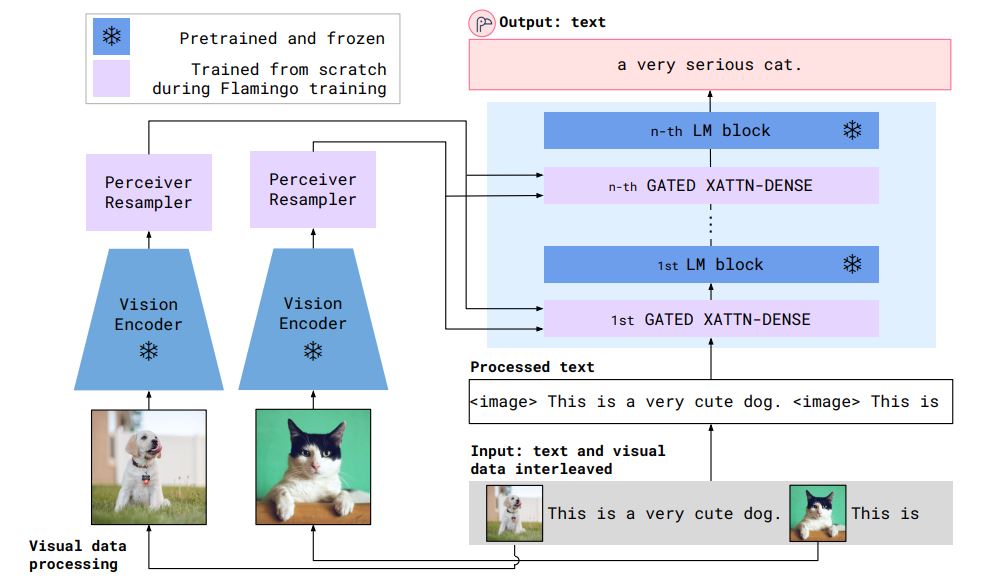 Pretrained and frozen
Trained from scratch
during Flamingo training
Output: text
a very serious cat.
n-th LM block
n-th GATED XATTN-DENSE
1st LM block
1st GATED XATTN-DENSE
Perceiver
Resampler
Perceiver
Resampler
Vision
Encoder
Vision
Encoder
Processed text
<image> This is a very cute dog. <image> This is
Input: text and visual
data interleaved
This is a very cute dog.
This is
Visual data
processing